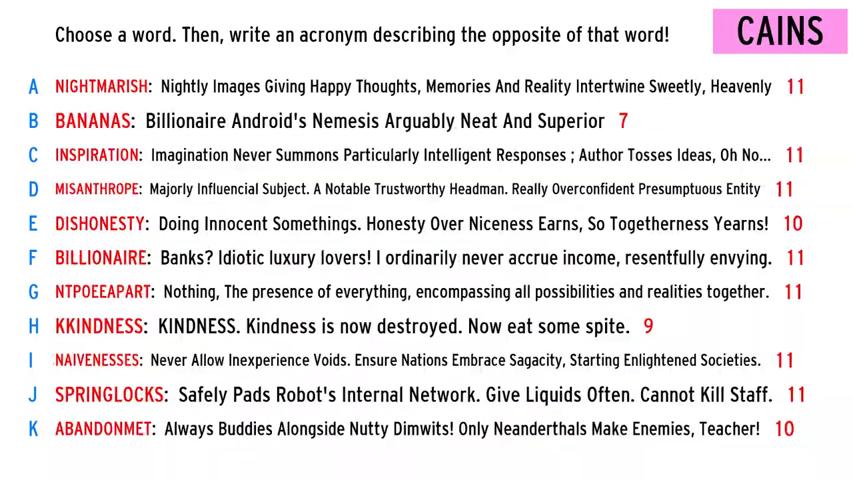 Choose a word. Then, write an acronym describing the opposite of that word!
CAINS
A NIGHTMARISH: Nightly Images Giving Happy Thoughts, Memories And Reality Intertwine Sweetly, Heavenly 11
B BANANAS: Billionaire Android's Nemesis Arguably Neat And Superior 7
C INSPIRATION: Imagination Never Summons Particularly Intelligent Responses ; Author Tosses Ideas, Oh No... 11
D MISANTHROPE: Majorly Influencial Subject. A Notable Trustworthy Headman. Really Overconfident Presumptuous Entity 11
E DISHONESTY: Doing Innocent Somethings. Honesty Over Niceness Earns, So Togetherness Yearns! 10
F BILLIONAIRE: Banks? Idiotic luxury lovers! I ordinarily never accrue income, resentfully envying. 11
G NTPOEEAPART: Nothing, The presence of everything, encompassing all possibilities and realities together. 11
H KKINDNESS: KINDNESS. Kindness is now destroyed. Now eat some spite. 9
I NAIVENESSES: Never Allow Inexperience Voids. Ensure Nations Embrace Sagacity, Starting Enlightened Societies. 11
J SPRINGLOCKS: Safely Pads Robot's Internal Network. Give Liquids Often. Cannot Kill Staff. 11
K ABANDONMET: Always Buddies Alongside Nutty Dimwits! Only Neanderthals Make Enemies, Teacher! 10